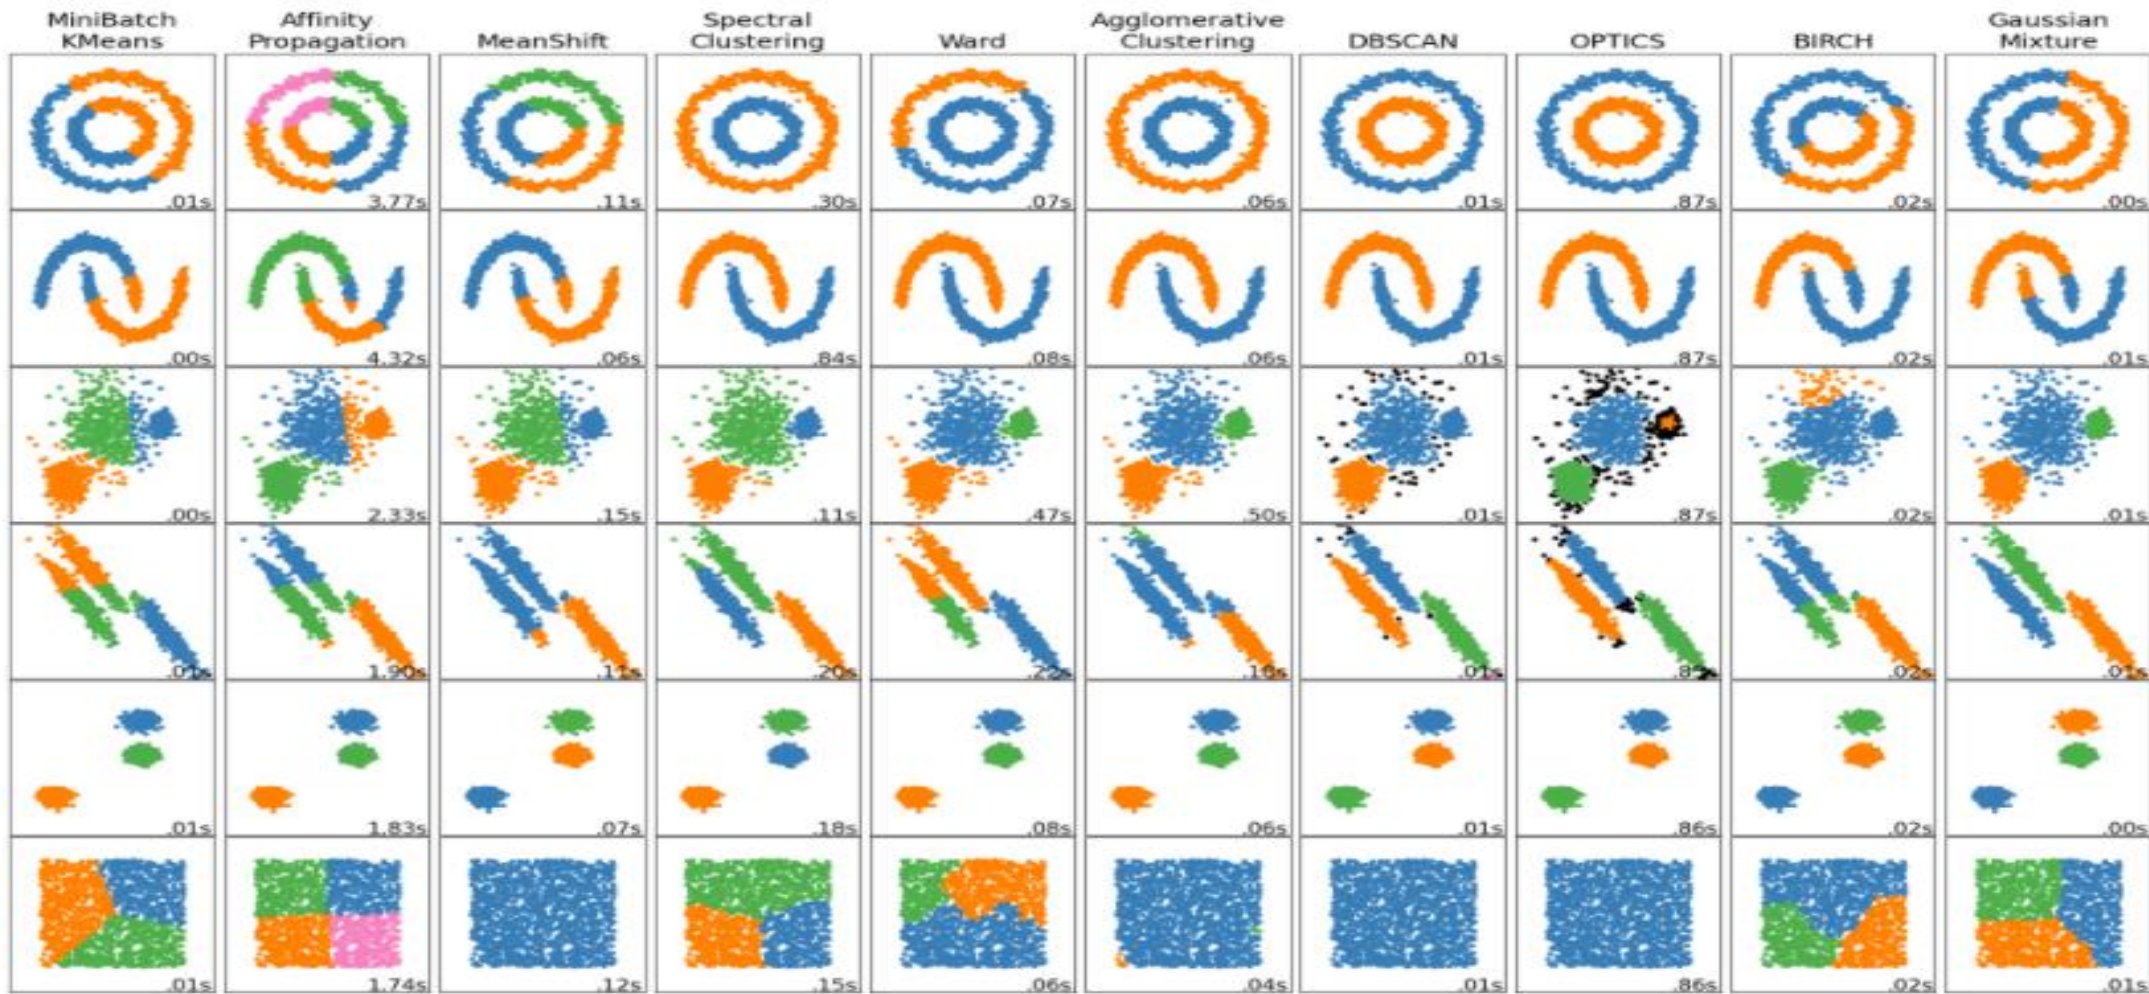 MiniBatch
KMeans
Affinity
Propagation
MeanShift
Spectral
Clustering
Ward
Agglomerative
Clustering
DBSCAN
OPTICS
BIRCH
Gaussian
Mixture
.01s
3.77s
.11s
.30s
.07s
.06s
.01s
.87s
.02s
.00s
.00s
4.32s
.06s
.84s
.08s
.06s
.01s
.87s
.02s
.01s
.00s
2.33s
.15s
.11s
.47s
.50s
.01s
.87s
.02s
.01s
.01s
1.90s
.11s
.20s
.22s
.01s
.02s
.01s
.01s
1.83s
.07s
.18s
.08s
.06s
.01s
.86s
.02s
.00s
.01s
1.74s
.12s
.15s
.06s
.04s
.01s
.86s
.02s
.01s